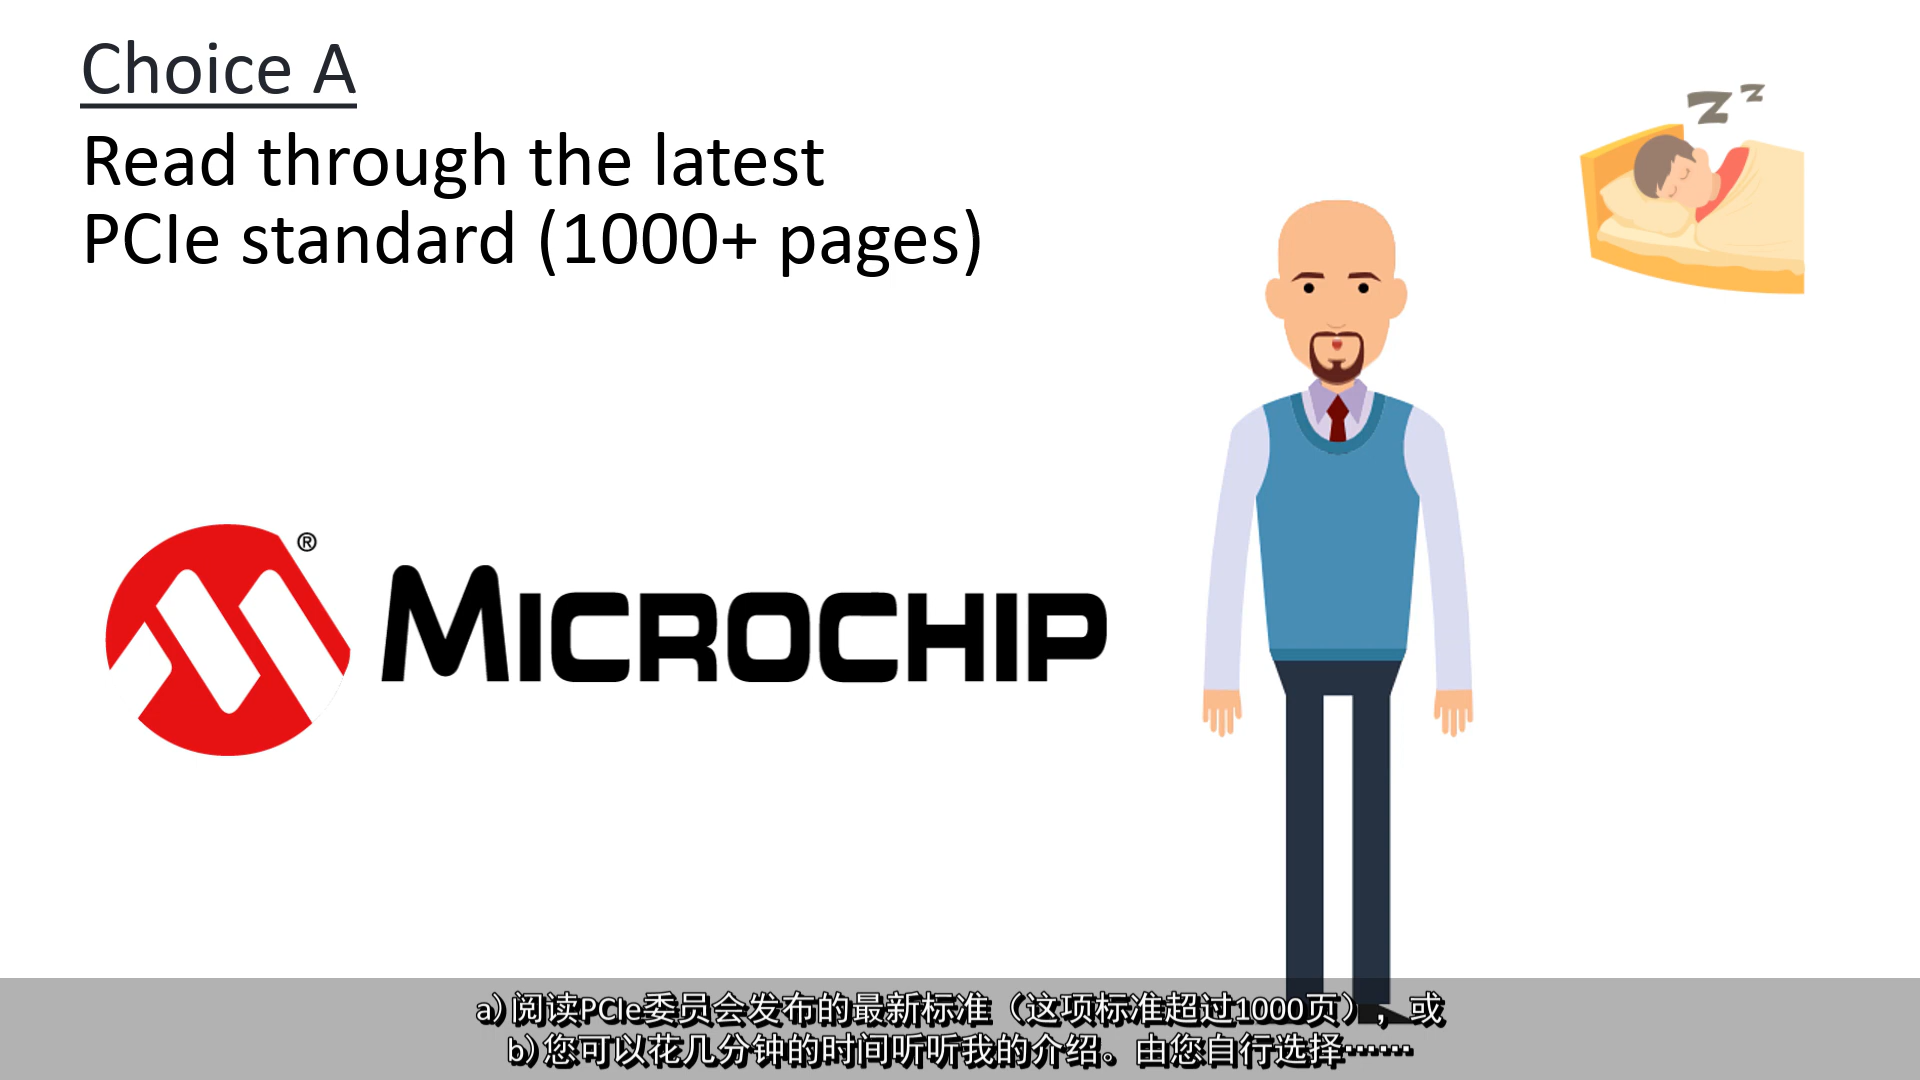 Choice A
Read through the latest
PCIe standard (1000+ pages)
z z
MICROCHIP ®
a) 阅读PCIe委员会发布的最新标准（这项标准超过1000页），或
b) 您可以花几分钟的时间听听我的介绍。由您自行选择……